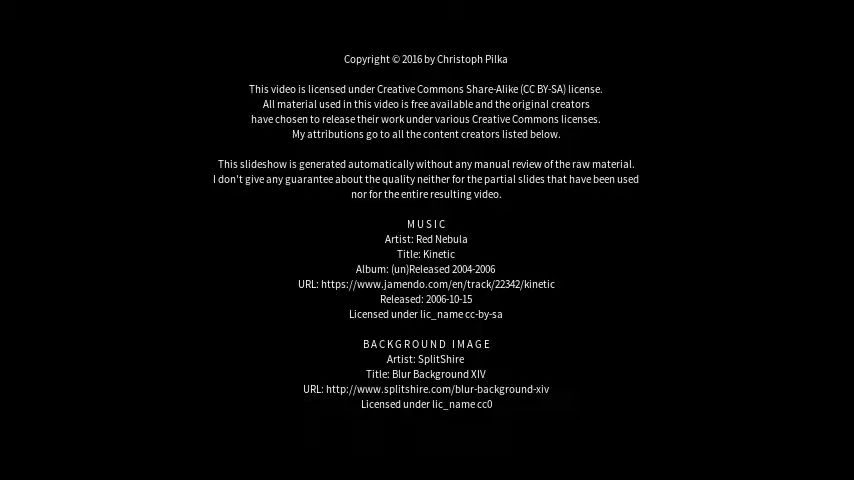 Copyright © 2016 by Christoph Pilka
This video is licensed under Creative Commons Share-Alike (CC BY-SA) license.
All material used in this video is free available and the original creators
have chosen to release their work under various Creative Commons licenses.
My attributions go to all the content creators listed below.
This slideshow is generated automatically without any manual review of the raw material.
I don't give any guarantee about the quality neither for the partial slides that have been used
nor for the entire resulting video.
MUSIC
Artist: Red Nebula
Title: Kinetic
Album: (un)Released 2004-2006
URL: https://www.jamendo.com/en/track/22342/kinetic
Released: 2006-10-15
Licensed under lic_name cc-by-sa
BACKGROUND IMAGE
Artist: SplitShire
Title: Blur Background XIV
URL: http://www.splitshire.com/blur-background-xiv
Licensed under lic_name cc0